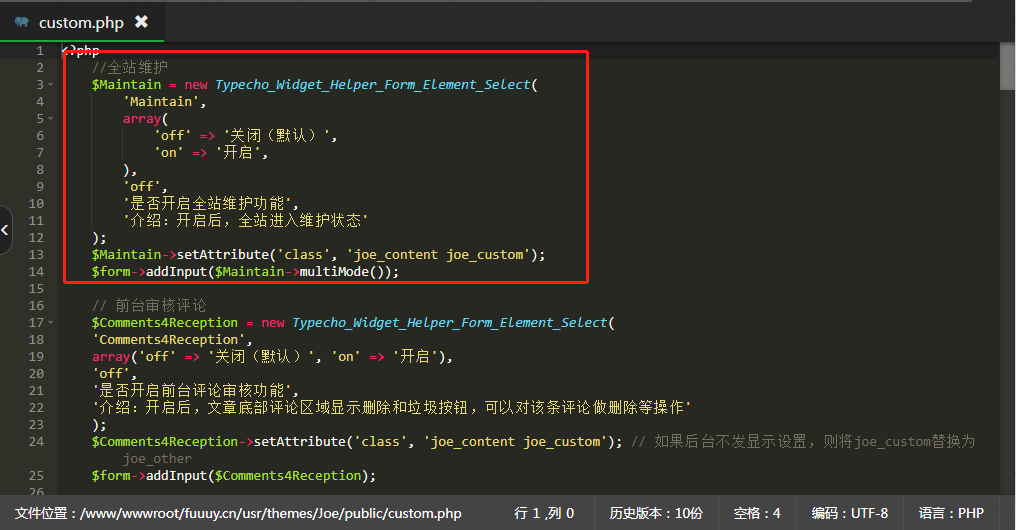 custom.php
1 <?php
2 //全站维护
3 $Maintain = new Typecho_Widget_Helper_Form_Element_Select(
4 'Maintain',
5 array(
6 'off' => '关闭（默认）',
7 'on' => '开启',
8 ),
9 'off',
10 '是否开启全站维护功能',
11 '介绍：开启后，全站进入维护状态'
12 );
13 $Maintain->setAttribute('class', 'joe_content joe_custom');
14 $form->addInput($Maintain->multiMode());
15
16 // 前台审核评论
17 $Comments4Reception = new Typecho_Widget_Helper_Form_Element_Select(
18 'Comments4Reception',
19 array('off' => '关闭（默认）', 'on' => '开启'),
20 'off',
21 '是否开启前台评论审核功能',
22 '介绍：开启后，文章底部评论区域显示删除和垃圾按钮，可以对该条评论做删除等操作'
23 );
24 $Comments4Reception->setAttribute('class', 'joe_content joe_custom'); // 如果后台不发显示设置，则将joe_custom替换为
joe_other
25 $form->addInput($Comments4Reception);
26
文件位置：/www/wwwroot/fuuuy.cn/usr/themes/Joe/public/custom.php 行 1 ,列 0 历史版本：10份 空格：4 编码：UTF-8 语言：PHP